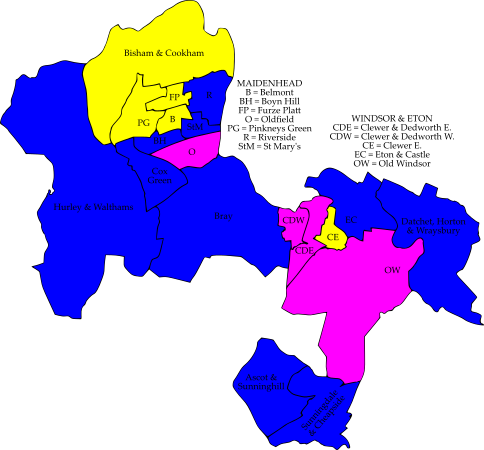 Bisham & Cookham
FP
R
PG
B
StM
BH
O
Cox
Green
Hurley & Walthams
Bray
MAIDENHEAD
B = Belmont
BH = Boyn Hill
FP = Furze Platt
O = Oldfield
PG = Pinkneys Green
R = Riverside
StM = St Mary's
WINDSOR & ETON
CDE = Clewer & Dedworth E.
CDW = Clewer & Dedworth W.
CE = Clewer E.
EC = Eton & Castle
OW = Old Windsor
CDW
EC
CE
CDE
Datchet, Horton
& Wraysbury
OW
Ascot &
Sunninghill
Sunningdale
& Cheapside